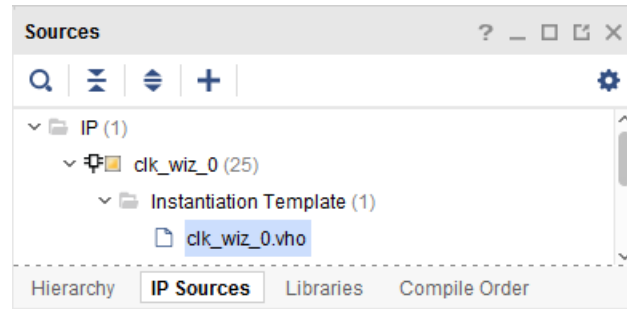 Sources
?
IP (1)
clk_wiz_0 (25)
Instantiation Template (1)
clk_wiz_0.vho
Hierarchy IP Sources Libraries Compile Order